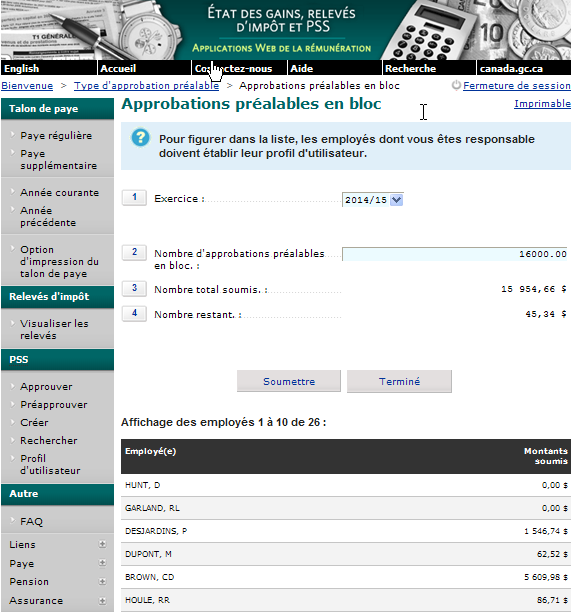 T1 GÉNÉRALE
ÉTAT DES GAINS, RELEVÉS
D'IMPÔT ET PSS
APPLICATIONS WEB DE LA RÉMUNÉRATION
English Accueil Contactez-nous Aide Recherche canada.gc.ca
Bienvenue > Type d'approbation préalable > Approbations préalables en bloc Fermeture de session
Talon de paye
Paye régulière
Paye
supplémentaire
Année courante
Année
précédente
Option
d'impression du
talon de paye
Relevés d'impôt
Visualiser les
relevés
PSS
Approuver
Préapprouver
Créer
Rechercher
Profil
d'utilisateur
Autre
FAQ
Liens
Paye
Pension
Assurance
Approbations préalables en bloc
Imprimable
? Pour figurer dans la liste, les employés dont vous êtes responsable
doivent établir leur profil d'utilisateur.
1 Exercice : 2014/15
2 Nombre d'approbations préalables 16000.00
en bloc. :
3 Nombre total soumis. : 15 954,66 $
4 Nombre restant. : 45,34 $
Soumettre Terminé
Affichage des employés 1 à 10 de 26 :
Employé(e) Montants
soumis
HUNT, D 0,00 $
GARLAND, RL 0,00 $
DESJARDINS, P 1 546,74 $
DUPONT, M 62,52 $
BROWN, CD 5 609,98 $
HOULE, RR 86,71 $